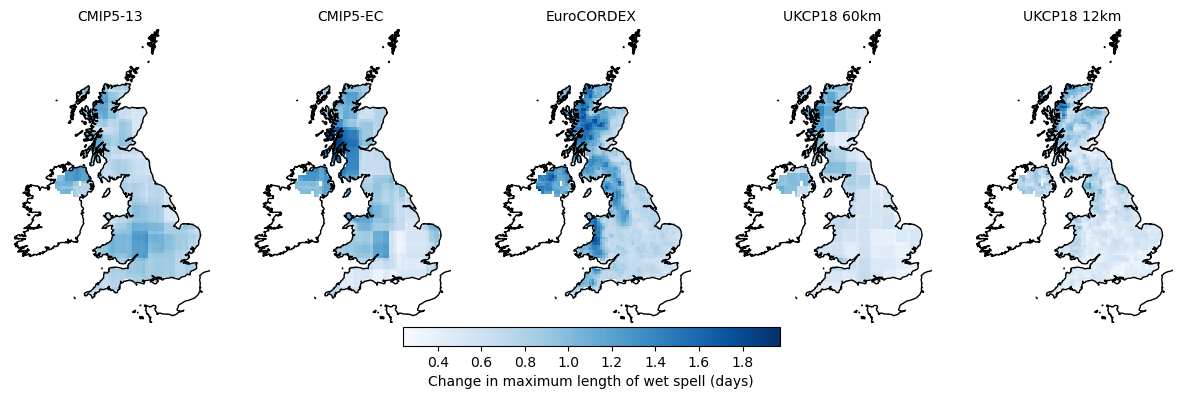 CMIP5-13
CMIP5-EC
EuroCORDEX
UKCP18 60km
UKCP18 12km
0.4 0.6 0.8 1.0 1.2 1.4 1.6 1.8
Change in maximum length of wet spell (days)